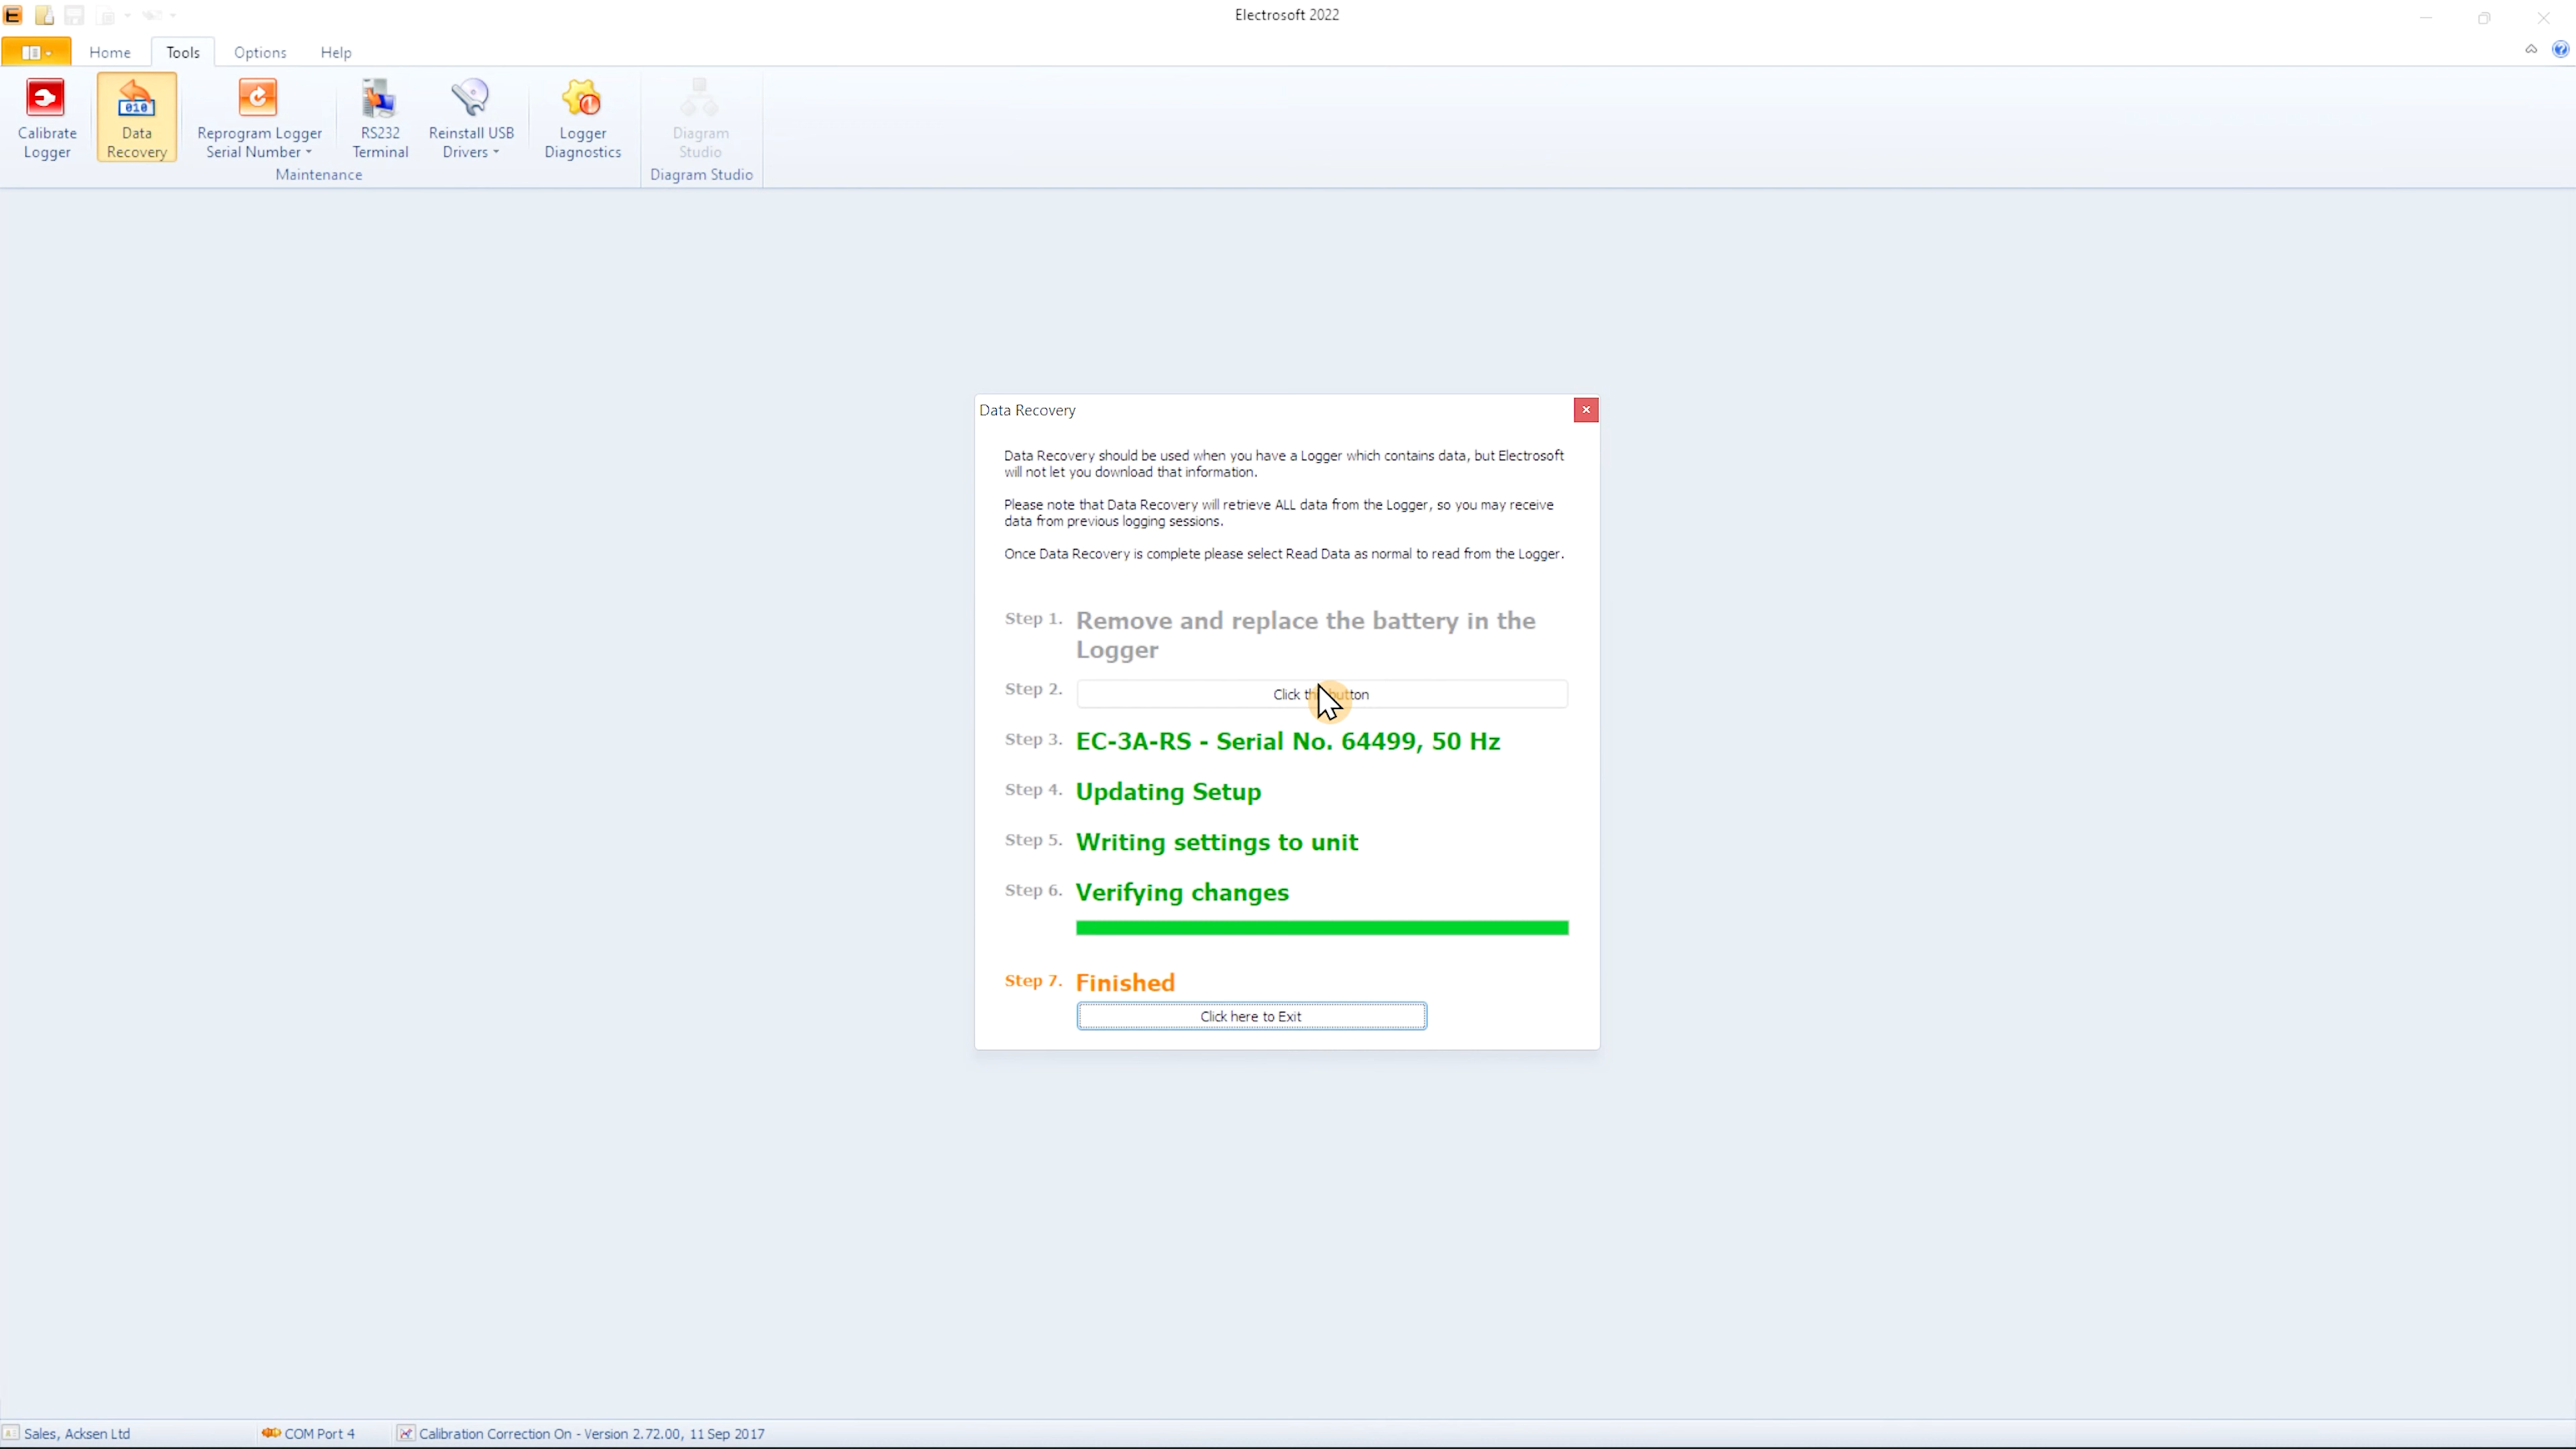 E
Electrosoft 2022
Home
Tools
Options
Help
Calibrate
Logger
010
Data
Recovery
Reprogram Logger
Serial Number
RS232
Terminal
Reinstall USB
Drivers
Logger
Diagnostics
Diagram
Studio
Maintenance
Diagram Studio
Data Recovery
Data Recovery should be used when you have a Logger which contains data, but Electrosoft
will not let you download that information.
Please note that Data Recovery will retrieve ALL data from the Logger, so you may receive
data from previous logging sessions.
Once Data Recovery is complete please select Read Data as normal to read from the Logger.
Step 1. Remove and replace the battery in the
Logger
Step 2. Click
Step 3. EC-3A-RS - Serial No. 64499, 50 Hz
Step 4. Updating Setup
Step 5. Writing settings to unit
Step 6. Verifying changes
Step 7. Finished
Click here to Exit
Sales, Acksen Ltd
COM Port 4
Calibration Correction On - Version 2.72.00, 11 Sep 2017